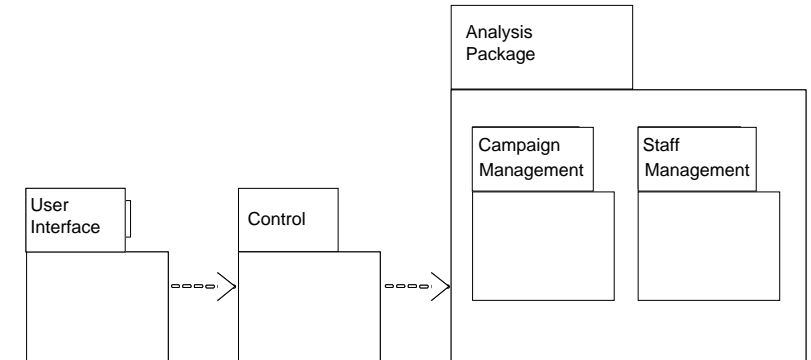 Analysis
Package
Campaign
Management
Staff
Management
User
Interface
Control